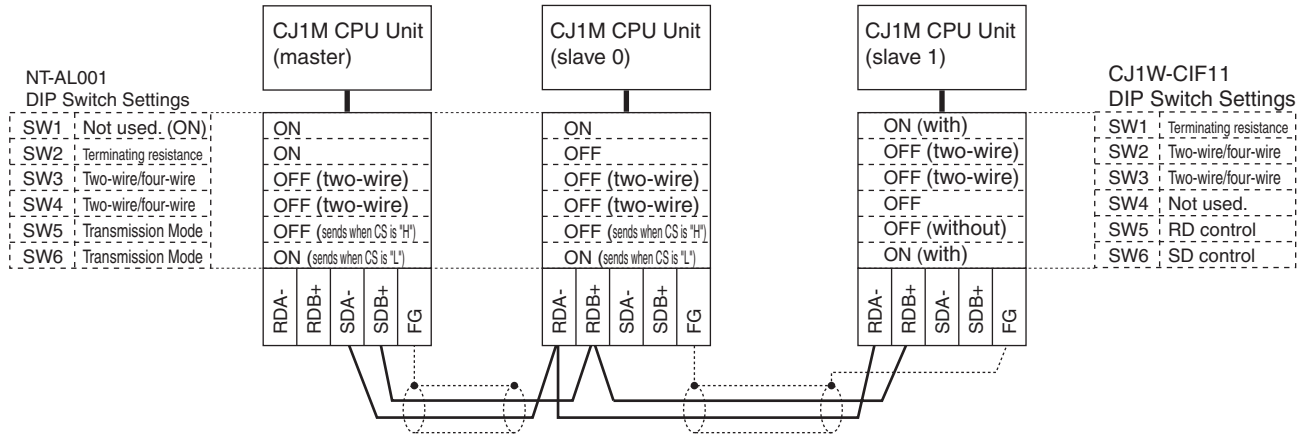 CJ1M CPU Unit
(master)
CJ1M CPU Unit
(slave 0)
CJ1M CPU Unit
(slave 1)
NT-AL001
DIP Switch Settings
SW1 Not used. (ON)
SW2 Terminating resistance
SW3 Two-wire/four-wire
SW4 Two-wire/four-wire
SW5 Transmission Mode
SW6 Transmission Mode
ON
ON
OFF (two-wire)
OFF (two-wire)
OFF (sends when CS is "H")
ON (sends when CS is "L")
RDA-
RDB+
SDA-
SDB+
FG
ON
OFF
OFF (two-wire)
OFF (two-wire)
OFF (sends when CS is "H")
ON (sends when CS is "L")
RDA-
RDB+
SDA-
SDB+
FG
ON (with)
OFF (two-wire)
OFF (two-wire)
OFF
OFF (without)
ON (with)
RDA-
RDB+
SDA-
SDB+
FG
CJ1W-CIF11
DIP Switch Settings
SW1 Terminating resistance
SW2 Two-wire/four-wire
SW3 Two-wire/four-wire
SW4 Not used.
SW5 RD control
SW6 SD control